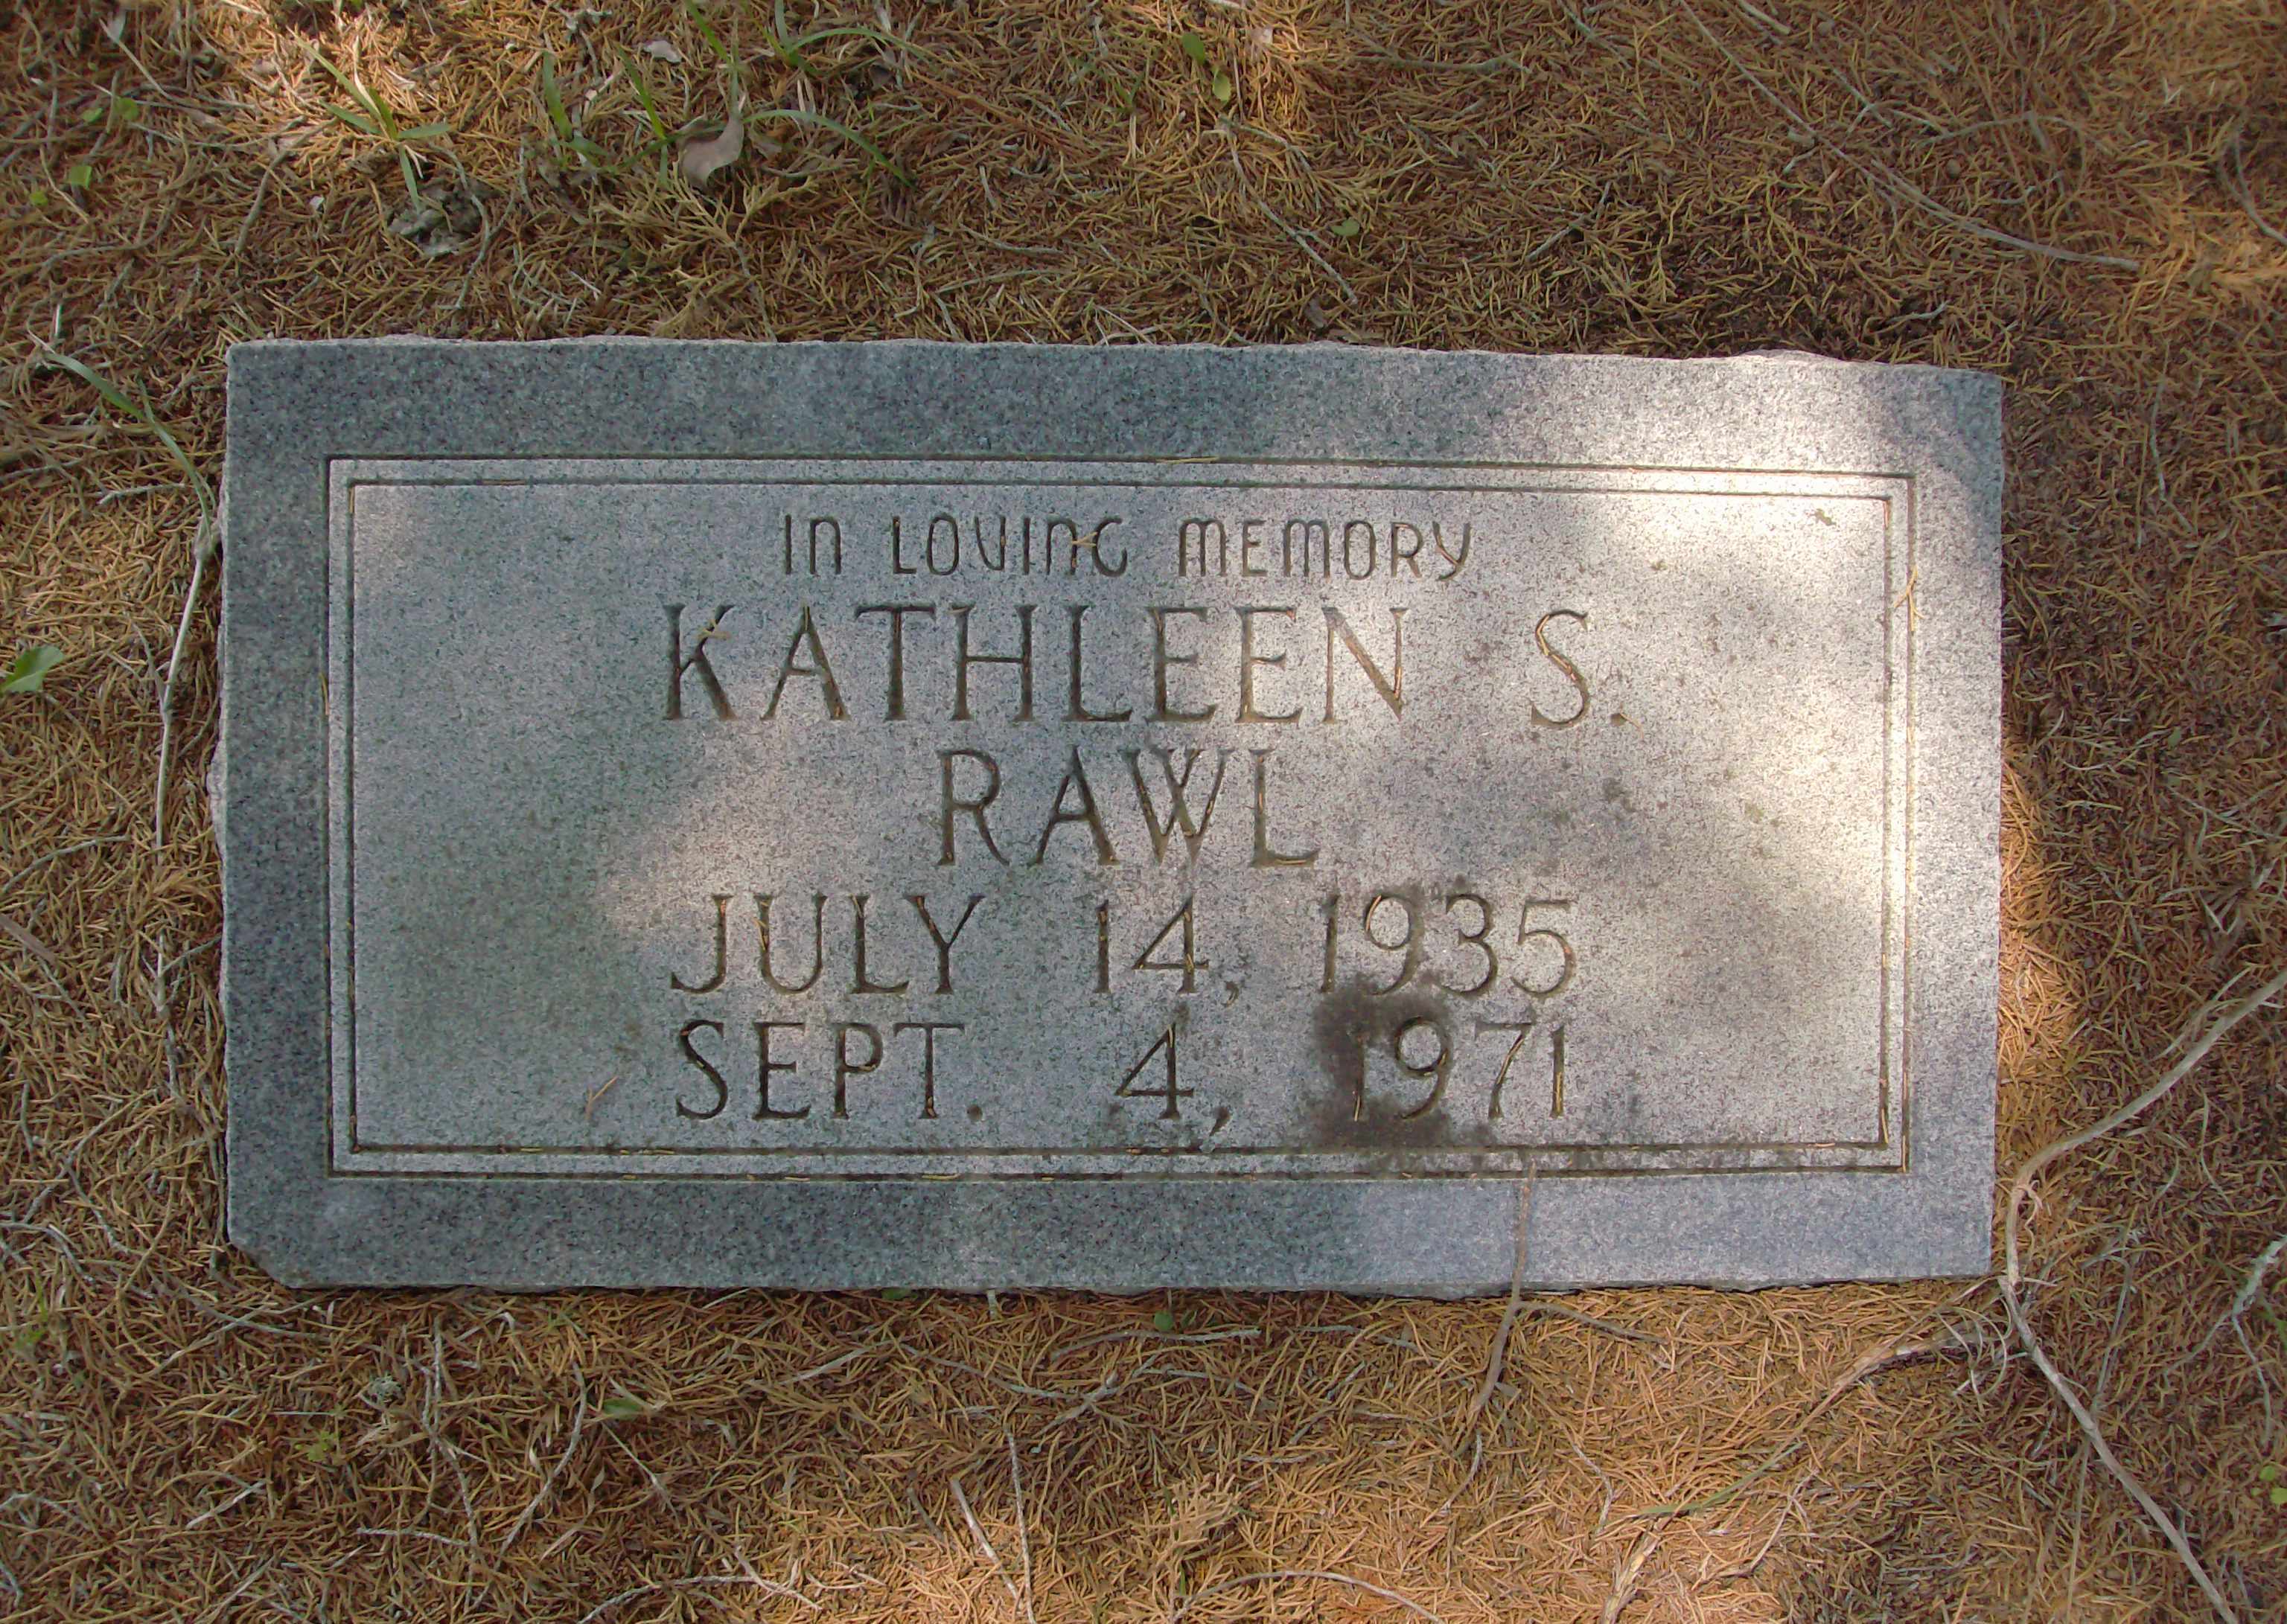 IN LOVING MEMORY
KATHLEEN S.
RAWL
JULY 14, 1935
SEPT. 4, 1971